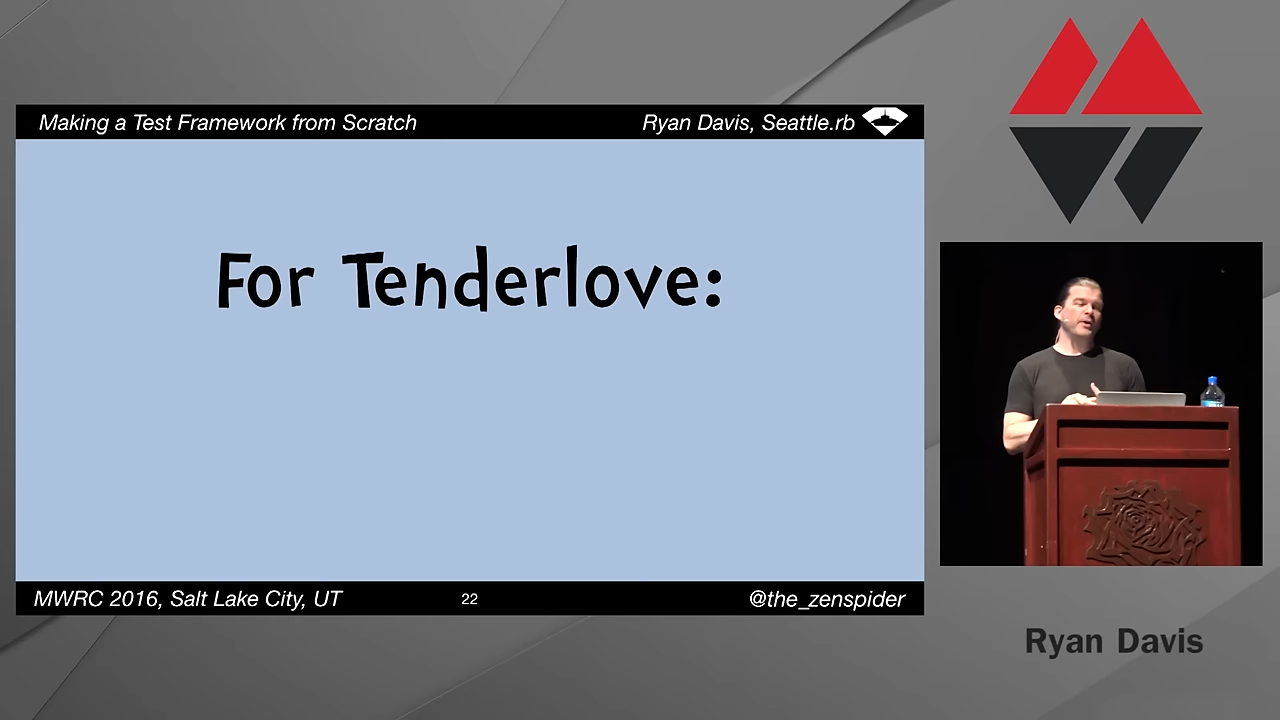 Making a Test Framework from Scratch
Ryan Davis, Seattle.rb
For Tenderlove:
MWRC 2016, Salt Lake City, UT
22
@the_zenspider
Ryan Davis